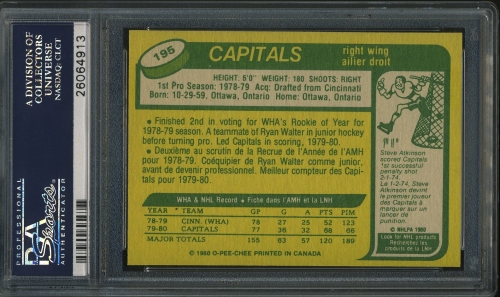 A DIVISION OF
COLLECTORS
UNIVERSE
NASDAQ: CLCT
26064913
PROFESSIONAL
PSA
Sports
AUTHENTICATOR
195
CAPITALS
right wing
ailier droit
HEIGHT: 6'0" WEIGHT: 180 SHOOTS: RIGHT
1st Pro Season: 1978-79 Acq: Drafted from Cincinnati
Born: 10-29-59, Ottawa, Ontario Home: Ottawa, Ontario
• Finished 2nd in voting for WHA's Rookie of Year for
1978-79 season. A teammate of Ryan Walter in junior hockey
before turning pro. Led Capitals in scoring, 1979-80.
• Deuxième au scrutin de la Recrue de l'Année de l'AMH
pour 1978-79. Coéquipier de Ryan Walter comme junior,
avant de devenir professionnel. Meilleur compteur des Capi-
tals pour 1979-80.
WHA & NHL Record • Fiche dans l'AMH et la LNH
YEAR * TEAM GP G A PTS PIM
78-79 CINN. (WHA) 78 27 25 52 123
79-80 CAPITALS 77 36 32 68 66
MAJOR TOTALS 155 63 57 120 189
© 1980 O-PEE-CHEE PRINTED IN CANADA
Steve Atkinson
scored Capitals
1st successful
penalty shot
2-1-74.
Le 1-2-74, Steve
Atkinson devint
le premier joueur
des Capitals à
marquer sur un
lancer de
punition.
© NHLPA 1980
Look for NHL products
Recherchez
les produits de la LNH